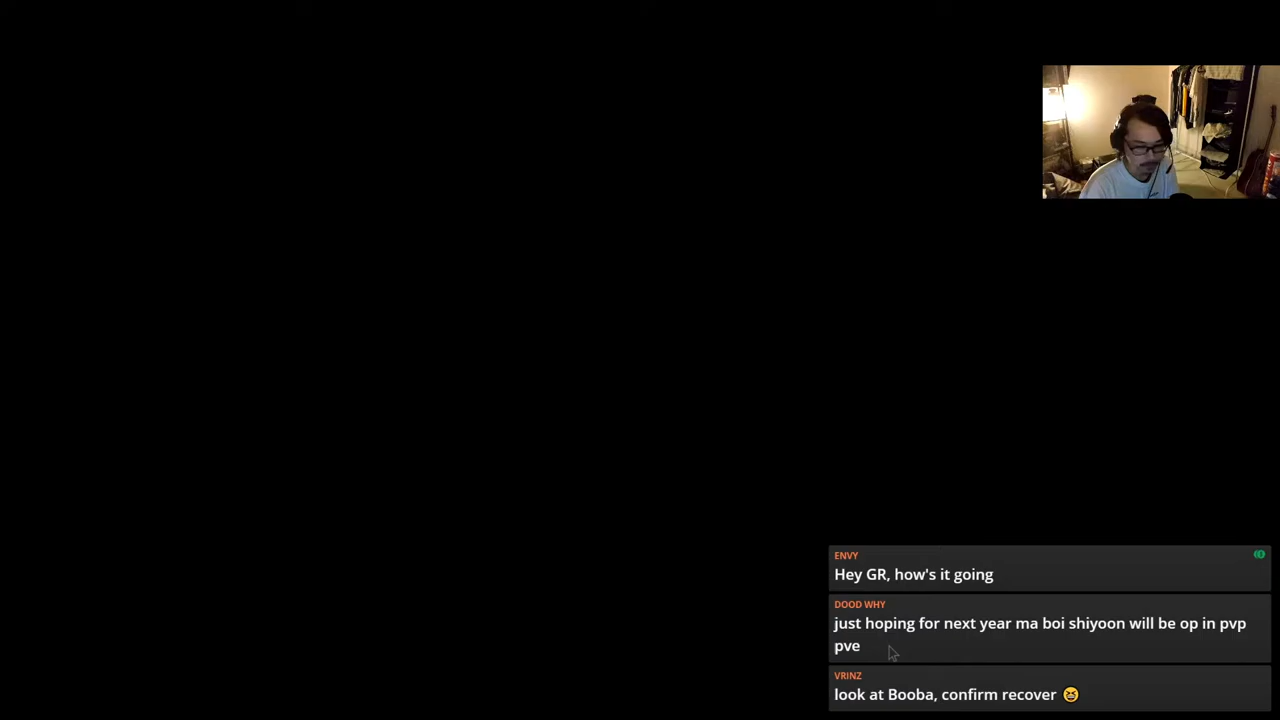 ENVY
Hey GR, how's it going
DOOD WHY
just hoping for next year ma boi shiyoon will be op in pvp
pve
VRINZ
look at Booba, confirm recover 😆